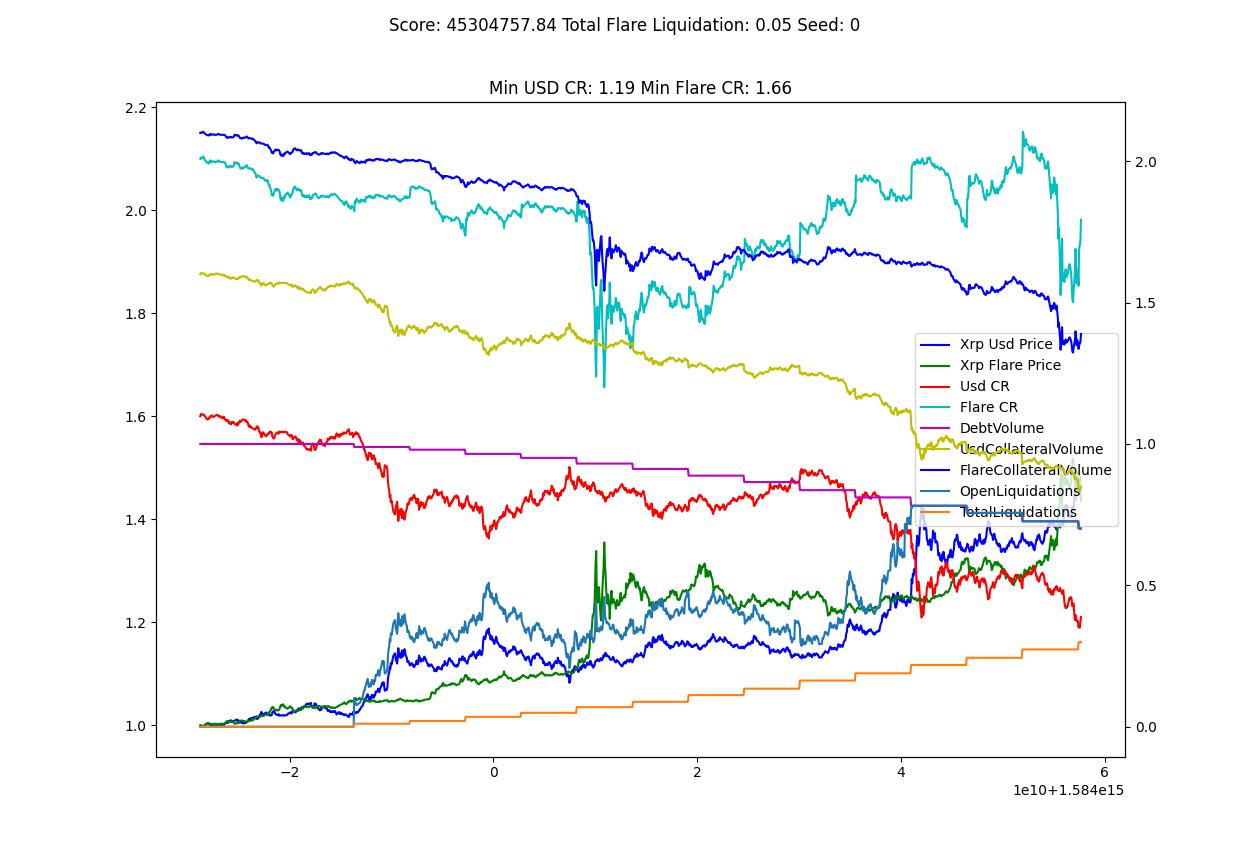 Score: 45304757.84 Total Flare Liquidation: 0.05 Seed: 0
Min USD CR: 1.19 Min Flare CR: 1.66
2.2
2.0
1.8
1.6
1.4
1.2
1.0
2.0
1.5
1.0
0.5
0.0
Xrp Usd Price
Xrp Flare Price
Usd CR
Flare CR
DebtVolume
UsdCollateralVolume
FlareCollateralVolume
OpenLiquidations
TotalLiquidations
−2 0 2 4 6
1e10+1.584e15